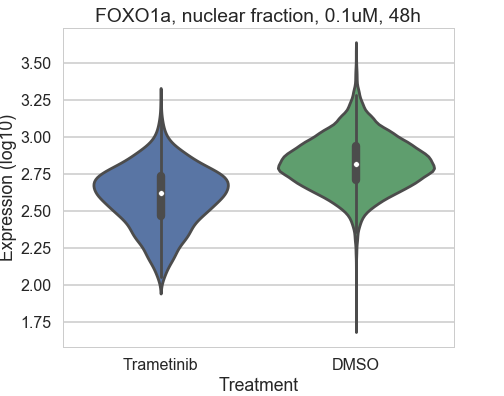 FOXO1a, nuclear fraction, 0.1uM, 48h
Expression (log10)
3.50
3.25
3.00
2.75
2.50
2.25
2.00
1.75
Trametinib
DMSO
Treatment